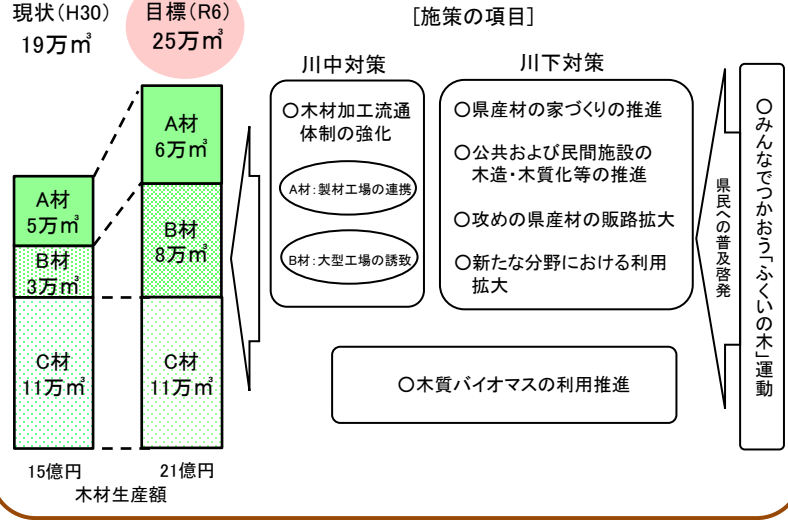 現状(H30)
19万㎥
目標(R6)
25万㎥
A材
5万㎥
B材
3万㎥
C材
11万㎥
15億円
A材
6万㎥
B材
8万㎥
C材
11万㎥
21億円
木材生産額
[施策の項目]
川中対策
〇木材加工流通
体制の強化
A材:製材工場の連携
B材:大型工場の誘致
川下対策
〇県産材の家づくりの推進
〇公共および民間施設の
木造・木質化等の推進
〇攻めの県産材の販路拡大
〇新たな分野における利用
拡大
〇木質バイオマスの利用推進
県民への普及啓発
〇みんなでつかおう「ふくいの木」運動